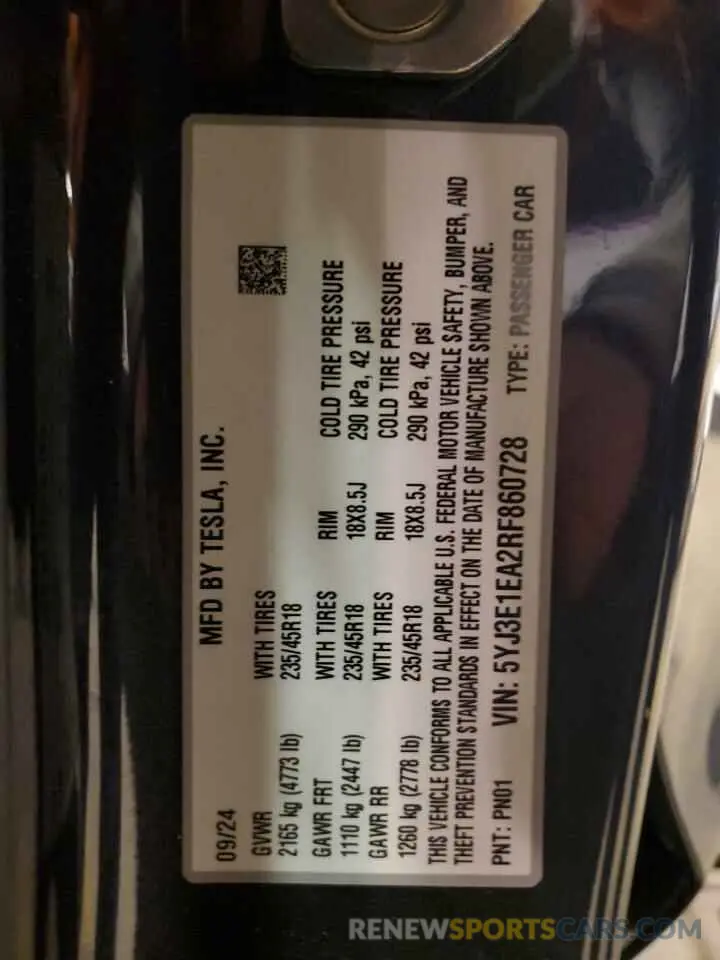 MFD BY TESLA, INC.
09/24
GVWR WITH TIRES
2165 kg (4773 lb) 235/45R18
GAWR FRT WITH TIRES RIM COLD TIRE PRESSURE
1110 kg (2447 lb) 235/45R18 18X8.5J 290 kPa, 42 psi
GAWR RR WITH TIRES RIM COLD TIRE PRESSURE
1260 kg (2778 lb) 235/45R18 18X8.5J 290 kPa, 42 psi
THIS VEHICLE CONFORMS TO ALL APPLICABLE U.S. FEDERAL MOTOR VEHICLE SAFETY, BUMPER, AND
THEFT PREVENTION STANDARDS IN EFFECT ON THE DATE OF MANUFACTURE SHOWN ABOVE.
PNT: PN01 VIN: 5YJ3E1EA2RF860728 TYPE: PASSENGER CAR
RENEWSPORTSCARS.COM